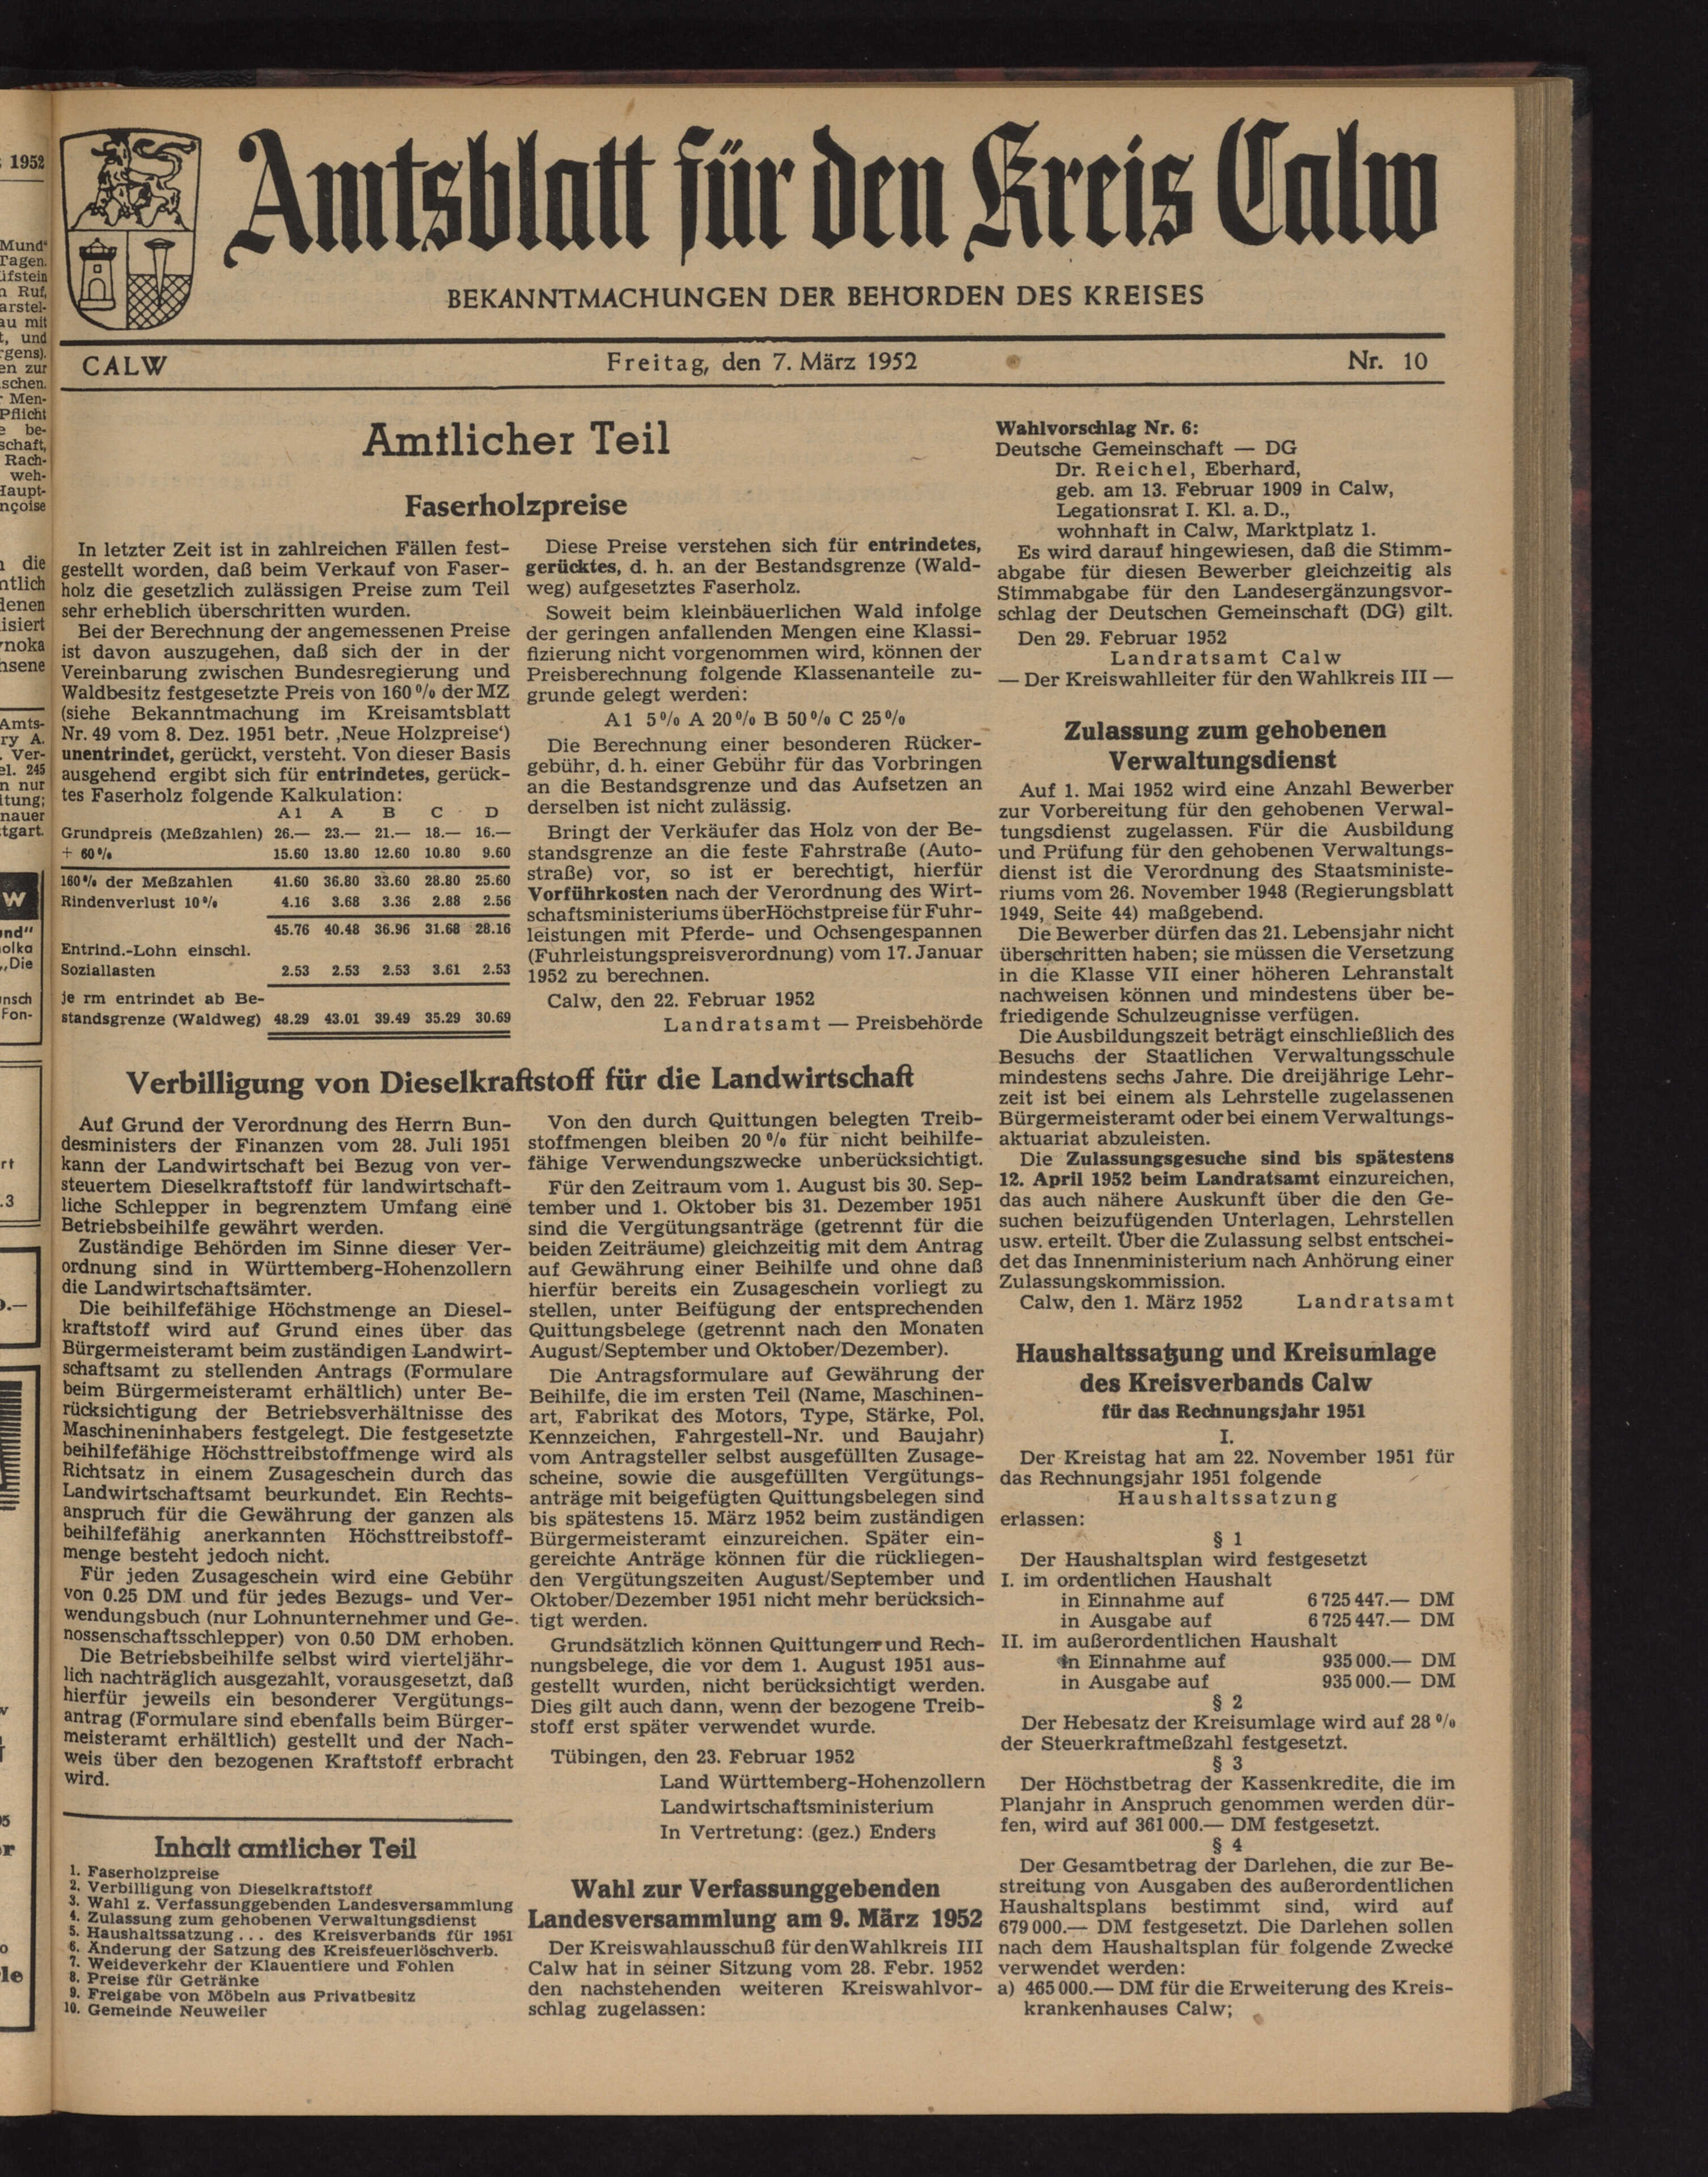 Amtsblatt für den Kreis Calw
BEKANNTMACHUNGEN DER BEHÖRDEN DES KREISES
CALW
Freitag, den 7. März 1952
Nr. 10
Amtlicher Teil
Faserholzpreise
In letzter Zeit ist in zahlreichen Fällen fest-
gestellt worden, daß beim Verkauf von Faser-
holz die gesetzlich zulässigen Preise zum Teil
sehr erheblich überschritten wurden.
Bei der Berechnung der angemessenen Preise
ist davon auszugehen, daß sich der in der
Vereinbarung zwischen Bundesregierung und
Waldbesitz festgesetzte Preis von 160 % der MZ
(siehe Bekanntmachung im Kreisamtsblatt
Nr. 49 vom 8. Dez. 1951 betr. ‚Neue Holzpreise‘)
unentrindet, gerückt, versteht. Von dieser Basis
ausgehend ergibt sich für entrindetes, gerück-
tes Faserholz folgende Kalkulation:
A 1 A B C D
Grundpreis (Meßzahlen) 26.— 23.— 21.— 18.— 16.—
+ 60 % 15.60 13.80 12.60 10.80 9.60
160 % der Meßzahlen 41.60 36.80 33.60 28.80 25.60
Rindenverlust 10 % 4.16 3.68 3.36 2.88 2.56
45.76 40.48 36.96 31.68 28.16
Entrind.-Lohn einschl.
Soziallasten 2.53 2.53 2.53 3.61 2.53
je rm entrindet ab Be-
standsgrenze (Waldweg) 48.29 43.01 39.49 35.29 30.69
Diese Preise verstehen sich für entrindetes,
gerücktes, d. h. an der Bestandsgrenze (Wald-
weg) aufgesetztes Faserholz.
Soweit beim kleinbäuerlichen Wald infolge
der geringen anfallenden Mengen eine Klassi-
fizierung nicht vorgenommen wird, können der
Preisberechnung folgende Klassenanteile zu-
grunde gelegt werden:
A 1 5 % A 20 % B 50 % C 25 %
Die Berechnung einer besonderen Rücker-
gebühr, d. h. einer Gebühr für das Vorbringen
an die Bestandsgrenze und das Aufsetzen an
derselben ist nicht zulässig.
Bringt der Verkäufer das Holz von der Be-
standsgrenze an die feste Fahrstraße (Auto-
straße) vor, so ist er berechtigt, hierfür
Vorführkosten nach der Verordnung des Wirt-
schaftsministeriums über Höchstpreise für Fuhr-
leistungen mit Pferde- und Ochsengespannen
(Fuhrleistungspreisverordnung) vom 17. Januar
1952 zu berechnen.
Calw, den 22. Februar 1952
Landratsamt — Preisbehörde
Verbilligung von Dieselkraftstoff für die Landwirtschaft
Auf Grund der Verordnung des Herrn Bun-
desministers der Finanzen vom 28. Juli 1951
kann der Landwirtschaft bei Bezug von ver-
steuertem Dieselkraftstoff für landwirtschaft-
liche Schlepper in begrenztem Umfang eine
Betriebsbeihilfe gewährt werden.
Zuständige Behörden im Sinne dieser Ver-
ordnung sind in Württemberg-Hohenzollern
die Landwirtschaftsämter.
Die beihilfefähige Höchstmenge an Diesel-
kraftstoff wird auf Grund eines über das
Bürgermeisteramt beim zuständigen Landwirt-
schaftsamt zu stellenden Antrags (Formulare
beim Bürgermeisteramt erhältlich) unter Be-
rücksichtigung der Betriebsverhältnisse des
Maschineninhabers festgelegt. Die festgesetzte
beihilfefähige Höchsttreibstoffmenge wird als
Richtsatz in einem Zusageschein durch das
Landwirtschaftsamt beurkundet. Ein Rechts-
anspruch für die Gewährung der ganzen als
beihilfefähig anerkannten Höchsttreibstoff-
menge besteht jedoch nicht.
Für jeden Zusageschein wird eine Gebühr
von 0.25 DM und für jedes Bezugs- und Ver-
wendungsbuch (nur Lohnunternehmer und Ge-
nossenschaftsschlepper) von 0.50 DM erhoben.
Die Betriebsbeihilfe selbst wird vierteljähr-
lich nachträglich ausgezahlt, vorausgesetzt, daß
hierfür jeweils ein besonderer Vergütungs-
antrag (Formulare sind ebenfalls beim Bürger-
meisteramt erhältlich) gestellt und der Nach-
weis über den bezogenen Kraftstoff erbracht
wird.
Inhalt amtlicher Teil
1. Faserholzpreise
2. Verbilligung von Dieselkraftstoff
3. Wahl z. Verfassunggebenden Landesversammlung
4. Zulassung zum gehobenen Verwaltungsdienst
5. Haushaltssatzung ... des Kreisverbands für 1951
6. Änderung der Satzung des Kreisfeuerlöschverb.
7. Weideverkehr der Klauentiere und Fohlen
8. Preise für Getränke
9. Freigabe von Möbeln aus Privatbesitz
10. Gemeinde Neuweiler
Von den durch Quittungen belegten Treib-
stoffmengen bleiben 20 % für nicht beihilfe-
fähige Verwendungszwecke unberücksichtigt.
Für den Zeitraum vom 1. August bis 30. Sep-
tember und 1. Oktober bis 31. Dezember 1951
sind die Vergütungsanträge (getrennt für die
beiden Zeiträume) gleichzeitig mit dem Antrag
auf Gewährung einer Beihilfe und ohne daß
hierfür bereits ein Zusageschein vorliegt zu
stellen, unter Beifügung der entsprechenden
Quittungsbelege (getrennt nach den Monaten
August/September und Oktober/Dezember).
Die Antragsformulare auf Gewährung der
Beihilfe, die im ersten Teil (Name, Maschinen-
art, Fabrikat des Motors, Type, Stärke, Pol.
Kennzeichen, Fahrgestell-Nr. und Baujahr)
vom Antragsteller selbst ausgefüllten Zusage-
scheine, sowie die ausgefüllten Vergütungs-
anträge mit beigefügten Quittungsbelegen sind
bis spätestens 15. März 1952 beim zuständigen
Bürgermeisteramt einzureichen. Später ein-
gereichte Anträge können für die rückliegen-
den Vergütungszeiten August/September und
Oktober/Dezember 1951 nicht mehr berücksich-
tigt werden.
Grundsätzlich können Quittungen und Rech-
nungsbelege, die vor dem 1. August 1951 aus-
gestellt wurden, nicht berücksichtigt werden.
Dies gilt auch dann, wenn der bezogene Treib-
stoff erst später verwendet wurde.
Tübingen, den 23. Februar 1952
Land Württemberg-Hohenzollern
Landwirtschaftsministerium
In Vertretung: (gez.) Enders
Wahl zur Verfassunggebenden
Landesversammlung am 9. März 1952
Der Kreiswahlausschuß für den Wahlkreis III
Calw hat in seiner Sitzung vom 28. Febr. 1952
den nachstehenden weiteren Kreiswahlvor-
schlag zugelassen:
Wahlvorschlag Nr. 6:
Deutsche Gemeinschaft — DG
Dr. Reichel, Eberhard,
geb. am 13. Februar 1909 in Calw,
Legationsrat I. Kl. a. D.,
wohnhaft in Calw, Marktplatz 1.
Es wird darauf hingewiesen, daß die Stimm-
abgabe für diesen Bewerber gleichzeitig als
Stimmabgabe für den Landesergänzungsvor-
schlag der Deutschen Gemeinschaft (DG) gilt.
Den 29. Februar 1952
Landratsamt Calw
— Der Kreiswahlleiter für den Wahlkreis III —
Zulassung zum gehobenen
Verwaltungsdienst
Auf 1. Mai 1952 wird eine Anzahl Bewerber
zur Vorbereitung für den gehobenen Verwal-
tungsdienst zugelassen. Für die Ausbildung
und Prüfung für den gehobenen Verwaltungs-
dienst ist die Verordnung des Staatsministe-
riums vom 26. November 1948 (Regierungsblatt
1949, Seite 44) maßgebend.
Die Bewerber dürfen das 21. Lebensjahr nicht
überschritten haben; sie müssen die Versetzung
in die Klasse VII einer höheren Lehranstalt
nachweisen können und mindestens über be-
friedigende Schulzeugnisse verfügen.
Die Ausbildungszeit beträgt einschließlich des
Besuchs der Staatlichen Verwaltungsschule
mindestens sechs Jahre. Die dreijährige Lehr-
zeit ist bei einem als Lehrstelle zugelassenen
Bürgermeisteramt oder bei einem Verwaltungs-
aktuariat abzuleisten.
Die Zulassungsgesuche sind bis spätestens
12. April 1952 beim Landratsamt einzureichen,
das auch nähere Auskunft über die den Ge-
suchen beizufügenden Unterlagen, Lehrstellen
usw. erteilt. Über die Zulassung selbst entschei-
det das Innenministerium nach Anhörung einer
Zulassungskommission.
Calw, den 1. März 1952 Landratsamt
Haushaltssatzung und Kreisumlage
des Kreisverbands Calw
für das Rechnungsjahr 1951
I.
Der Kreistag hat am 22. November 1951 für
das Rechnungsjahr 1951 folgende
Haushaltssatzung
erlassen:
§ 1
Der Haushaltsplan wird festgesetzt
I. im ordentlichen Haushalt
in Einnahme auf 6 725 447.— DM
in Ausgabe auf 6 725 447.— DM
II. im außerordentlichen Haushalt
in Einnahme auf 935 000.— DM
in Ausgabe auf 935 000.— DM
§ 2
Der Hebesatz der Kreisumlage wird auf 28 %
der Steuerkraftmeßzahl festgesetzt.
§ 3
Der Höchstbetrag der Kassenkredite, die im
Planjahr in Anspruch genommen werden dür-
fen, wird auf 361 000.— DM festgesetzt.
§ 4
Der Gesamtbetrag der Darlehen, die zur Be-
streitung von Ausgaben des außerordentlichen
Haushaltsplans bestimmt sind, wird auf
679 000.— DM festgesetzt. Die Darlehen sollen
nach dem Haushaltsplan für folgende Zwecke
verwendet werden:
a) 465 000.— DM für die Erweiterung des Kreis-
krankenhauses Calw;